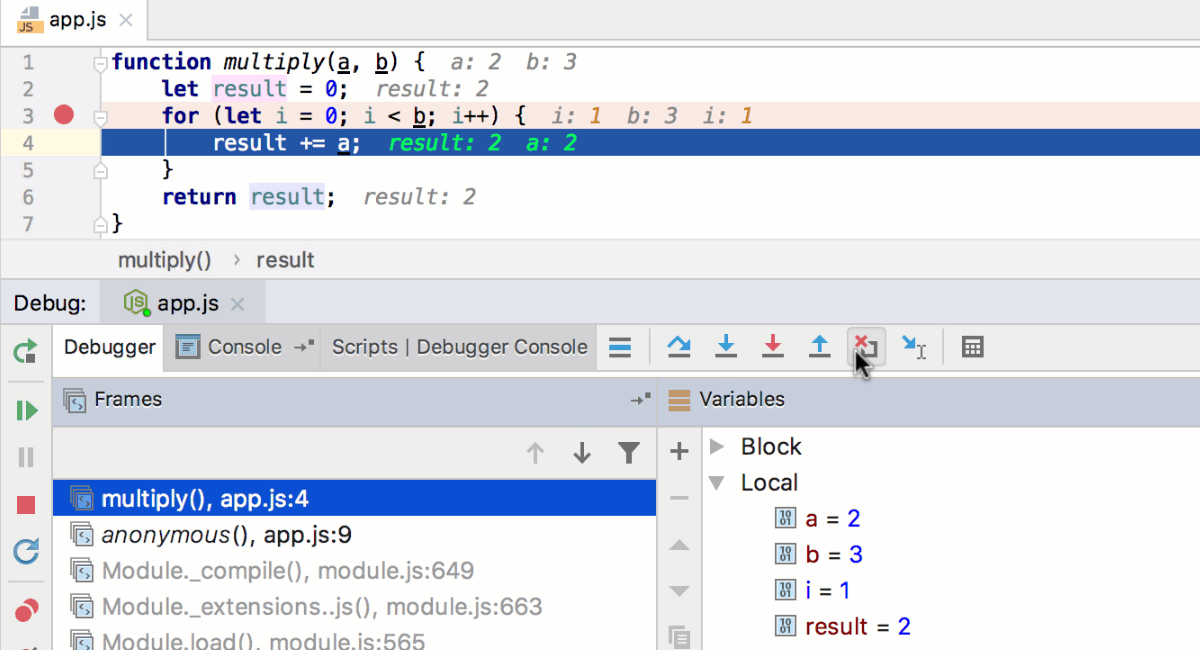 JS app.js
1 function multiply(a, b) { a: 2 b: 3
2 let result = 0; result: 2
3 for (let i = 0; i < b; i++) { i: 1 b: 3 i: 1
4 result += a; result: 2 a: 2
5 }
6 return result; result: 2
7 }
multiply() › result
Debug: JS app.js
Debugger Console Scripts | Debugger Console
Frames
Variables
multiply(), app.js:4
anonymous(), app.js:9
Module._compile(), module.js:649
Module._extensions..js(), module.js:663
Module.load(), module.js:565
Block
Local
a = 2
b = 3
i = 1
result = 2